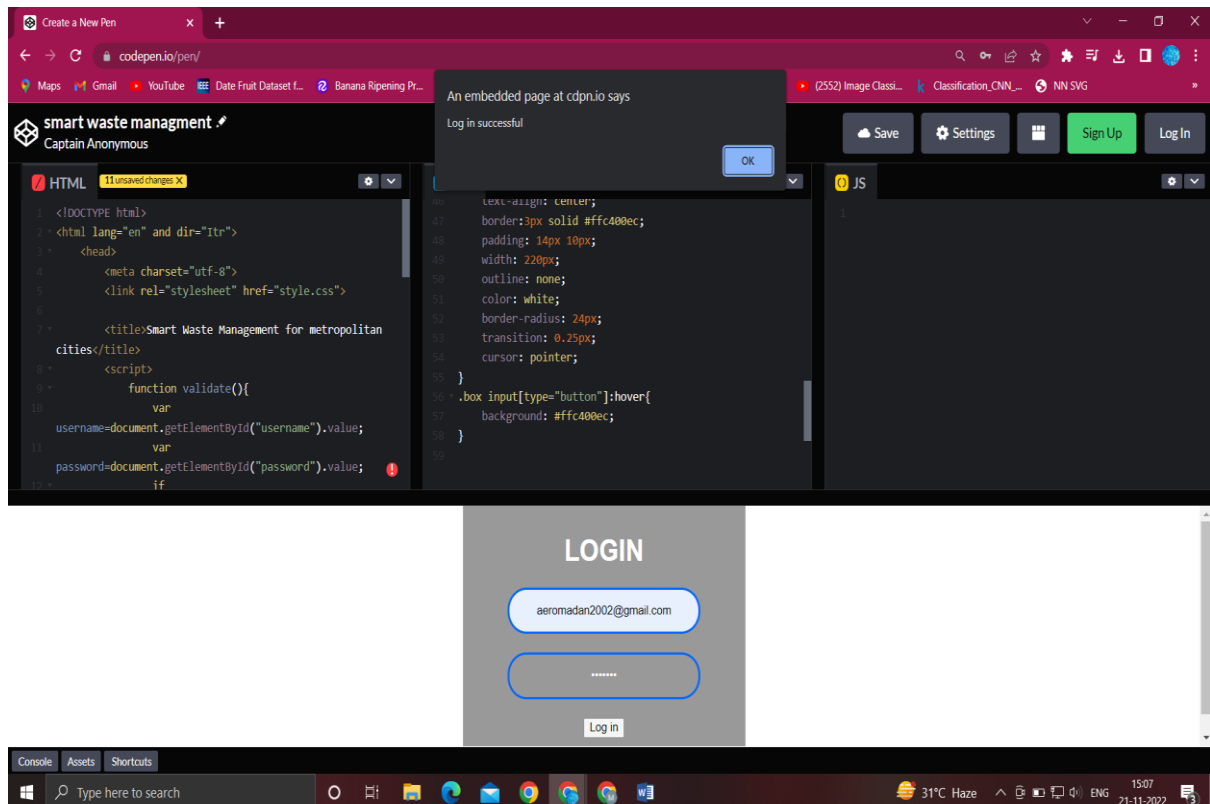 Create a New Pen
codepen.io/pen/
Maps Gmail YouTube Date Fruit Dataset f... Banana Ripening Pr... (2552) Image Classi... Classification_CNN_... NN SVG »
An embedded page at cdpn.io says
Log in successful
OK
smart waste managment
Captain Anonymous
Save Settings Sign Up Log In
HTML 11 unsaved changes X
JS
1 <!DOCTYPE html>
2 <html lang="en" and dir="Itr">
3 <head>
4 <meta charset="utf-8">
5 <link rel="stylesheet" href="style.css">
6
7 <title>Smart Waste Management for metropolitan
cities</title>
8 <script>
9 function validate(){
10 var
username=document.getElementById("username").value;
11 var
password=document.getElementById("password").value;
12 if
46 text-align: center;
47 border:3px solid #ffc400ec;
48 padding: 14px 10px;
49 width: 220px;
50 outline: none;
51 color: white;
52 border-radius: 24px;
53 transition: 0.25px;
54 cursor: pointer;
55 }
56 .box input[type="button"]:hover{
57 background: #ffc400ec;
58 }
59
1
LOGIN
aeromadan2002@gmail.com
Log in
Console Assets Shortcuts
Type here to search
31°C Haze ENG
15:07
21-11-2022
3